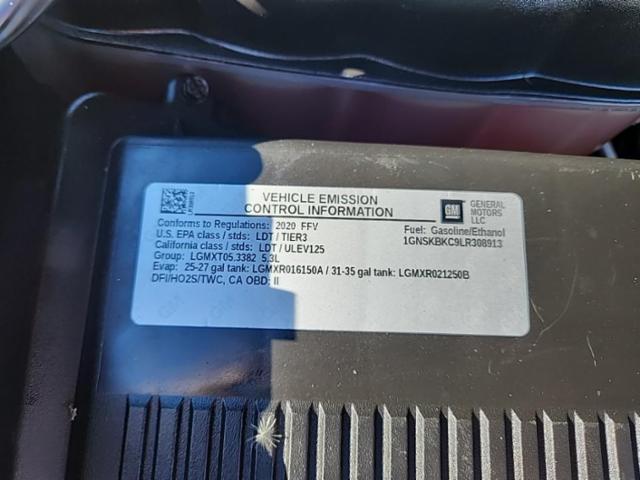 VEHICLE EMISSION
CONTROL INFORMATION
GM
GENERAL
MOTORS
LLC
Conforms to Regulations: 2020 FFV
Fuel: Gasoline/Ethanol
U.S. EPA class / stds: LDT / TIER3
1GNSKBKC9LR308913
California class / stds: LDT / ULEV125
Group: LGMXT05.3382 5.3L
Evap: 25-27 gal tank: LGMXR016150A / 31-35 gal tank: LGMXR021250B
DFI/HO2S/TWC, CA OBD: II